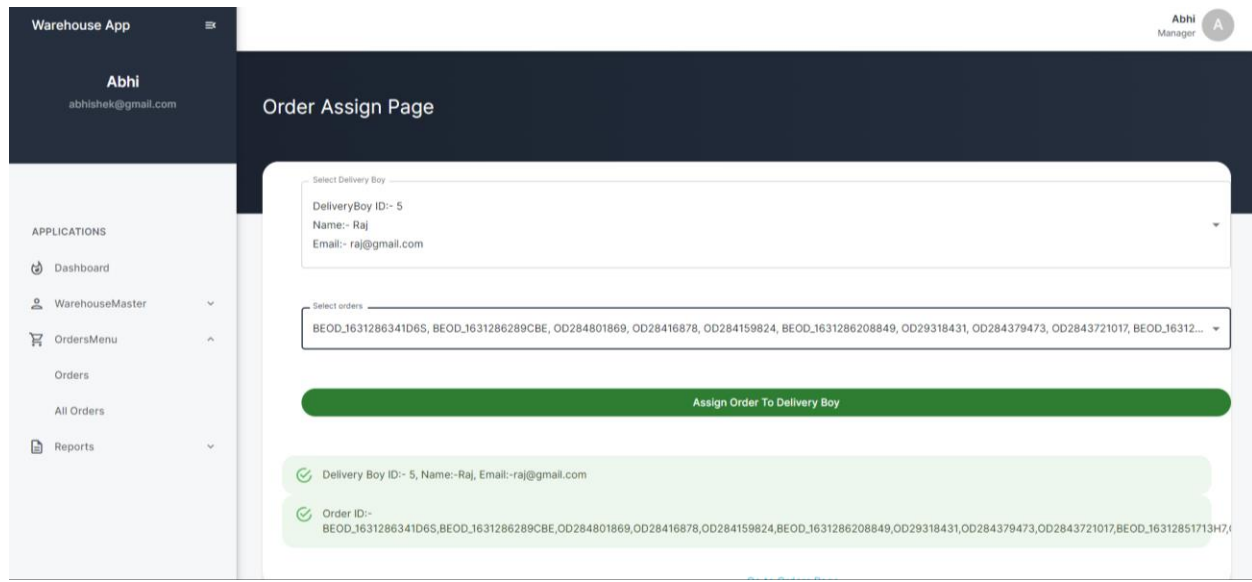 Warehouse App
Abhi
Manager
A
Abhi
abhishek@gmail.com
Order Assign Page
Select Delivery Boy
DeliveryBoy ID:- 5
Name:- Raj
Email:- raj@gmail.com
APPLICATIONS
Dashboard
WarehouseMaster
OrdersMenu
Orders
All Orders
Reports
Select orders
BEOD_1631286341D6S, BEOD_1631286289CBE, OD284801869, OD28416878, OD284159824, BEOD_1631286208849, OD29318431, OD284379473, OD2843721017, BEOD_16312...
Assign Order To Delivery Boy
Delivery Boy ID:- 5, Name:-Raj, Email:-raj@gmail.com
Order ID:-
BEOD_1631286341D6S,BEOD_1631286289CBE,OD284801869,OD28416878,OD284159824,BEOD_1631286208849,OD29318431,OD284379473,OD2843721017,BEOD_16312851713H7,